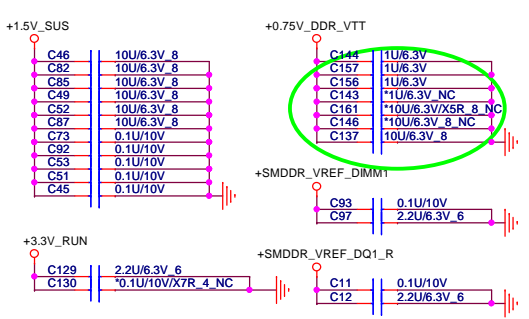 +1.5V_SUS
C46 10U/6.3V_8
C82 10U/6.3V_8
C85 10U/6.3V_8
C49 10U/6.3V_8
C52 10U/6.3V_8
C87 10U/6.3V_8
C73 0.1U/10V
C92 0.1U/10V
C53 0.1U/10V
C51 0.1U/10V
C45 0.1U/10V
+0.75V_DDR_VTT
C144 1U/6.3V
C157 1U/6.3V
C156 1U/6.3V
C143 *1U/6.3V_NC
C161 *10U/6.3V/X5R_8_NC
C146 *10U/6.3V_8_NC
C137 10U/6.3V_8
+SMDDR_VREF_DIMM1
C93 0.1U/10V
C97 2.2U/6.3V_6
+3.3V_RUN
C129 2.2U/6.3V_6
C130 *0.1U/10V/X7R_4_NC
+SMDDR_VREF_DQ1_R
C11 0.1U/10V
C12 2.2U/6.3V_6